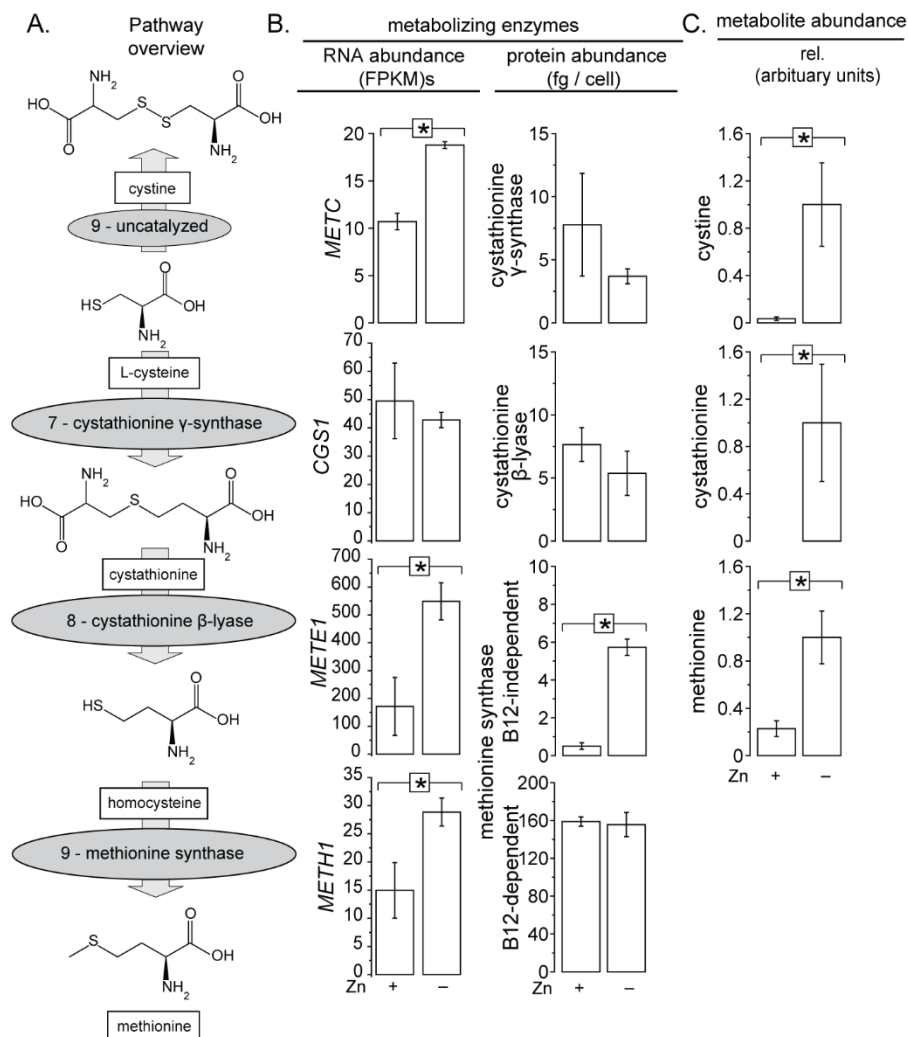 A.
Pathway
overview
NH2
HO
O
S
S
O
OH
NH2
cystine
9 - uncatalyzed
HS
O
OH
NH2
L-cysteine
7 - cystathionine γ-synthase
NH2
HO
O
S
O
OH
NH2
cystathionine
8 - cystathionine β-lyase
HS
O
OH
NH2
homocysteine
9 - methionine synthase
S
O
OH
NH2
methionine
B.
metabolizing enzymes
RNA abundance
(FPKM)s
METC
20
15
10
5
0
*
CGS1
70
60
50
40
30
20
10
0
METE1
700
600
500
400
300
200
100
0
*
METH1
35
30
25
20
15
10
5
0
*
Zn + –
protein abundance
(fg / cell)
cystathionine
γ-synthase
15
10
5
0
cystathionine
β-lyase
15
10
5
0
methionine synthase
B12-independent
10
8
6
4
2
0
*
B12-dependent
200
160
120
80
40
0
Zn + –
C.
metabolite abundance
rel.
(arbituary units)
cystine
1.6
1.2
0.8
0.4
0
*
cystathionine
1.6
1.2
0.8
0.4
0
*
methionine
1.6
1.2
0.8
0.4
0
*
Zn + –